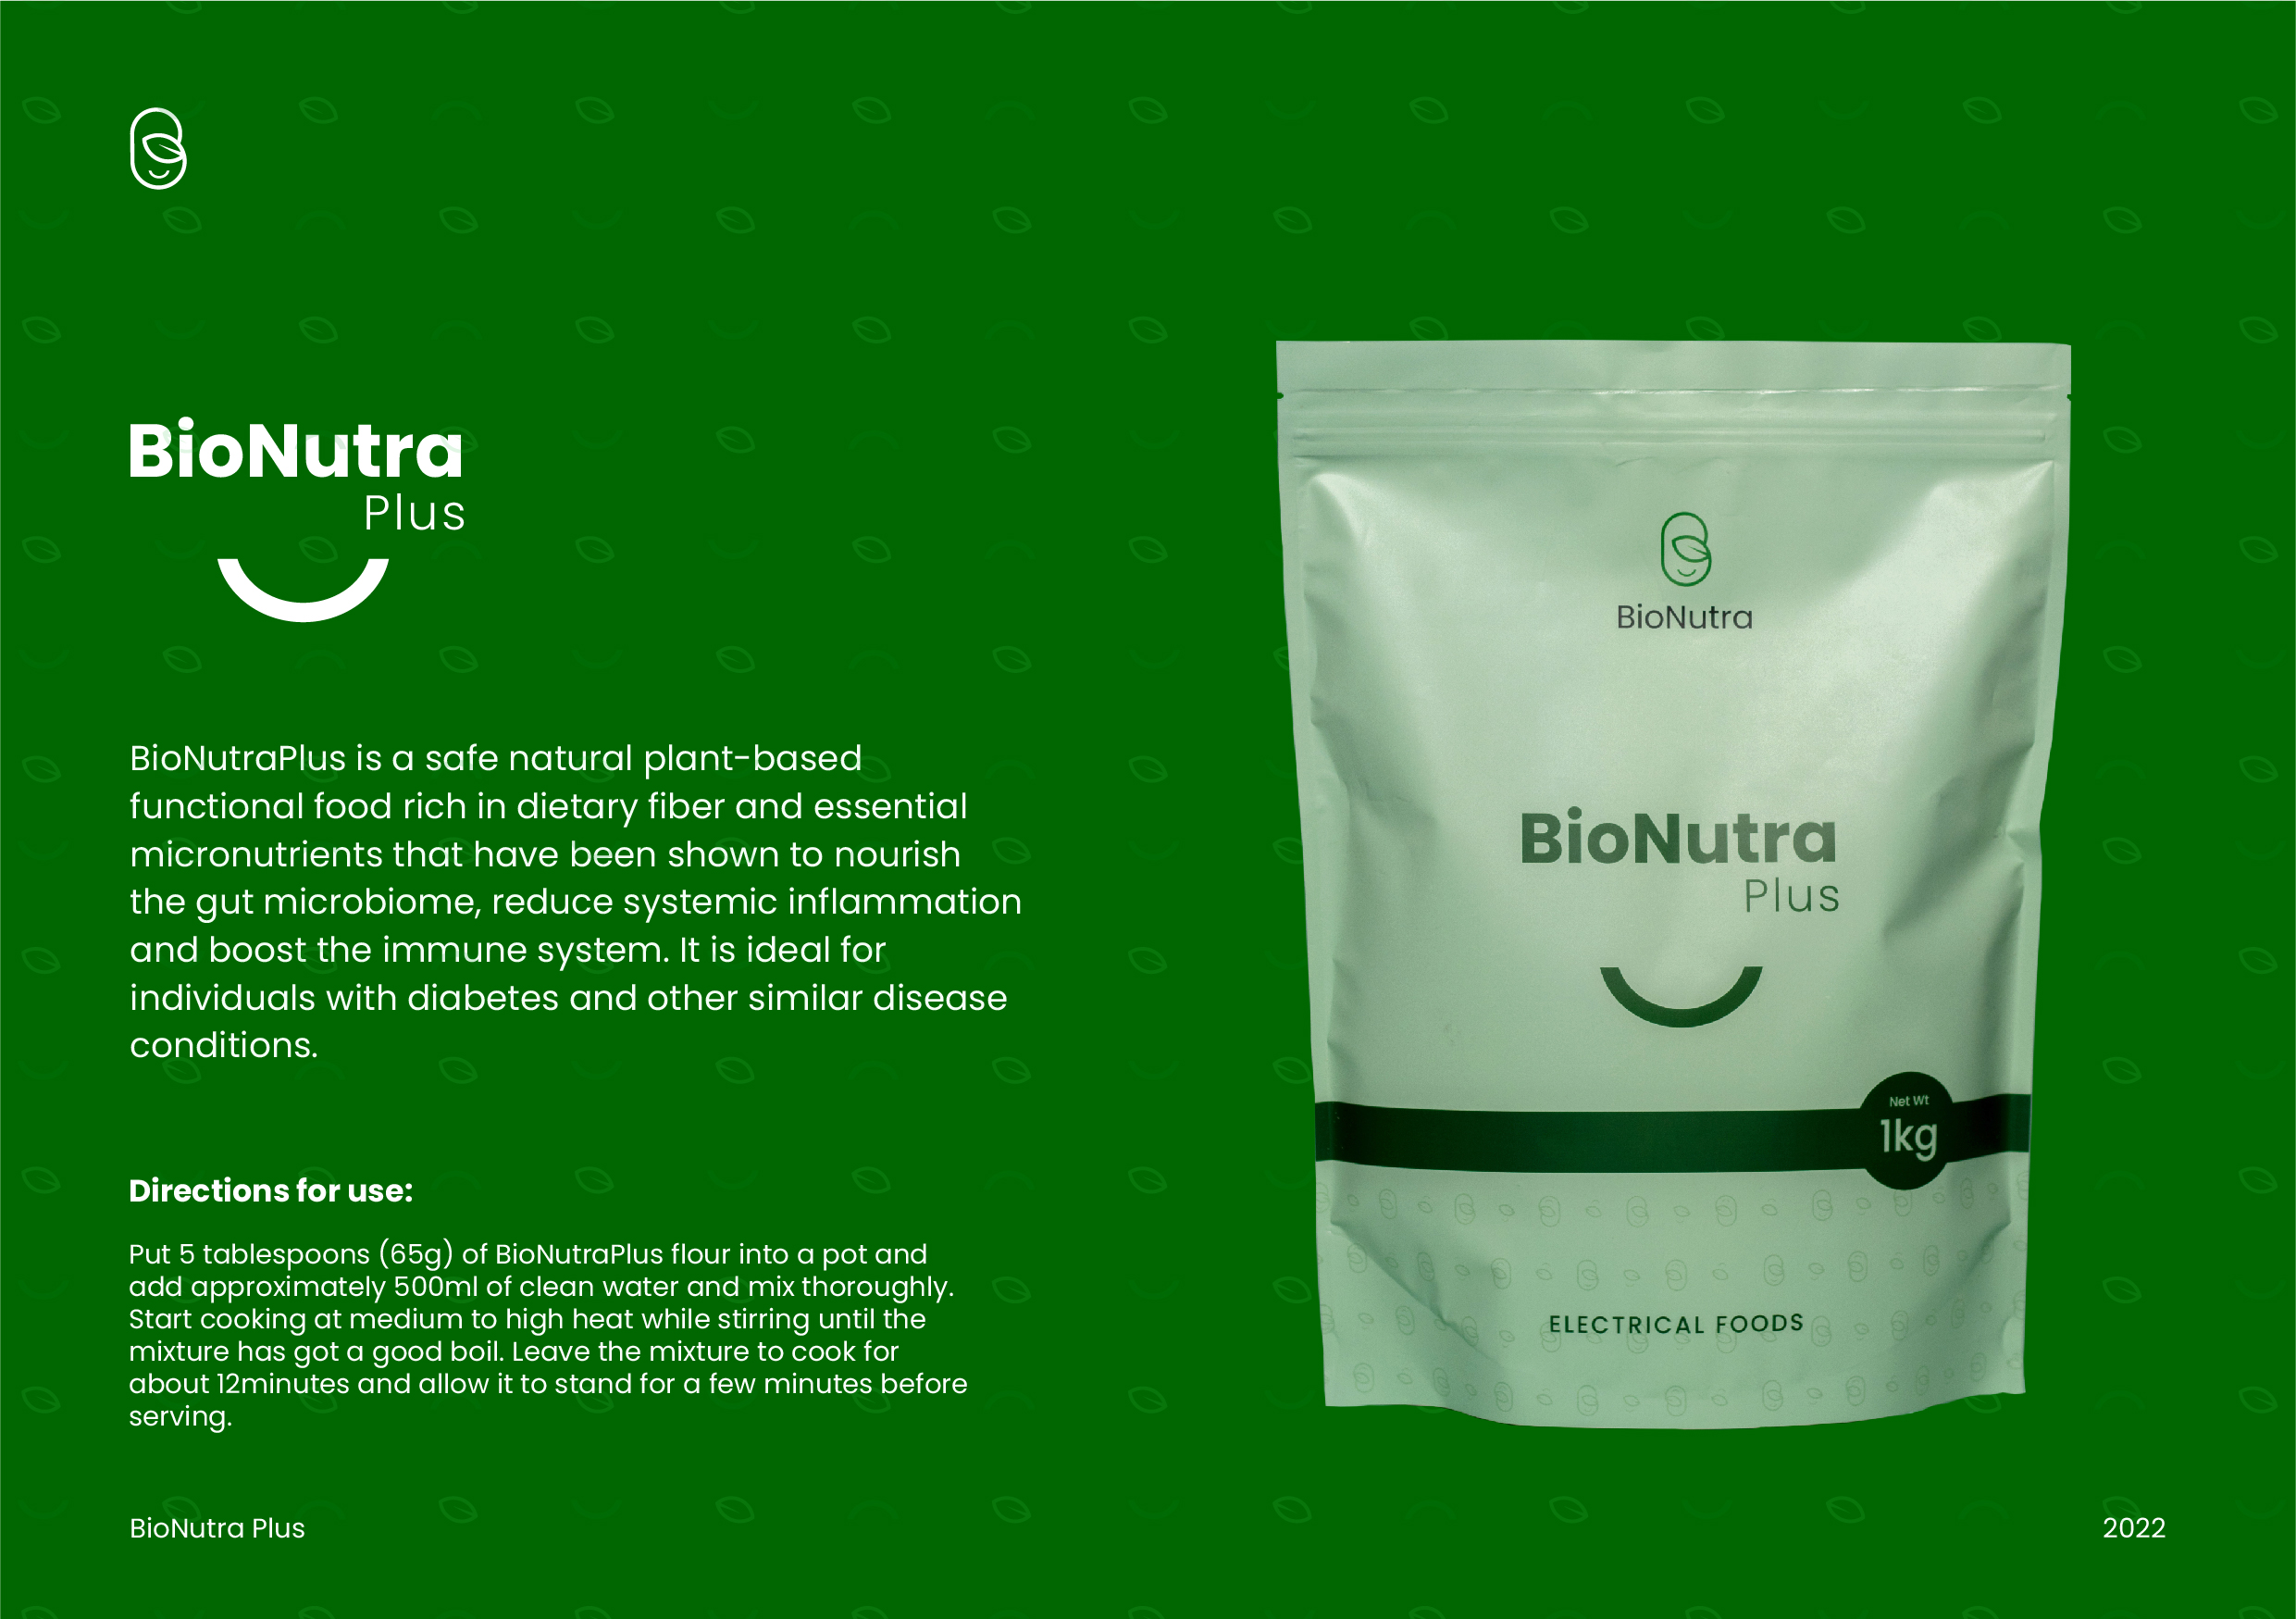 BioNutra
Plus
BioNutraPlus is a safe natural plant-based
functional food rich in dietary fiber and essential
micronutrients that have been shown to nourish
the gut microbiome, reduce systemic inflammation
and boost the immune system. It is ideal for
individuals with diabetes and other similar disease
conditions.
Directions for use:
Put 5 tablespoons (65g) of BioNutraPlus flour into a pot and
add approximately 500ml of clean water and mix thoroughly.
Start cooking at medium to high heat while stirring until the
mixture has got a good boil. Leave the mixture to cook for
about 12minutes and allow it to stand for a few minutes before
serving.
BioNutra
BioNutra
Plus
Net Wt
1kg
ELECTRICAL FOODS
BioNutra Plus
2022